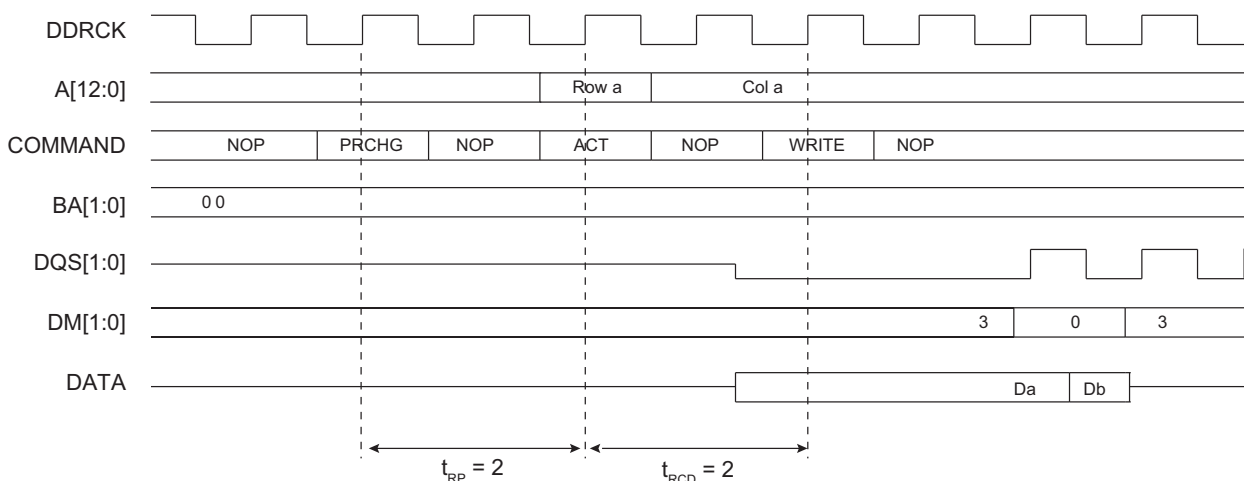 DDRCK
A[12:0] Row a Col a
COMMAND NOP PRCHG NOP ACT NOP WRITE NOP
BA[1:0] 0 0
DQS[1:0]
DM[1:0] 3 0 3
DATA Da Db
tRP = 2 tRCD = 2